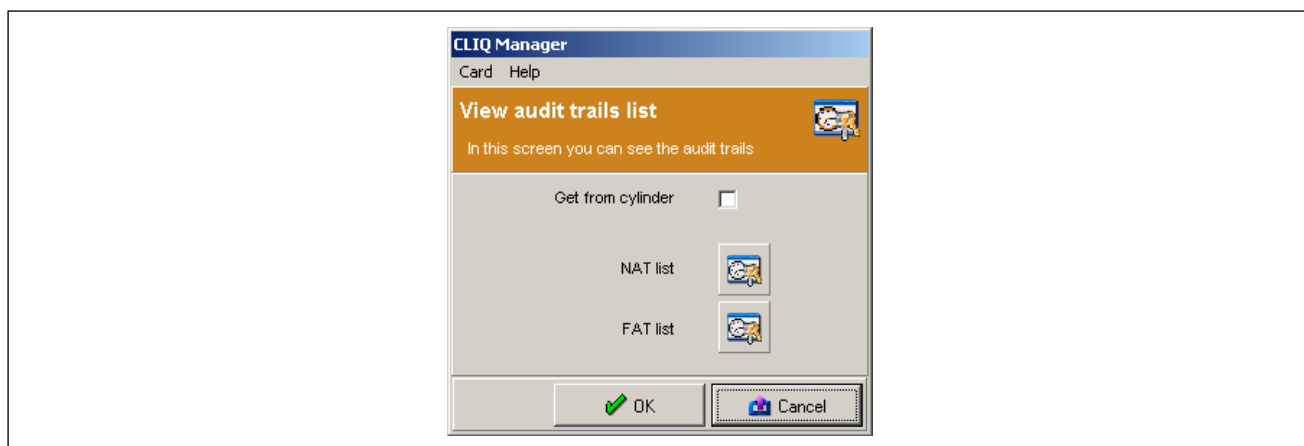 CLIQ Manager
Card Help
View audit trails list
In this screen you can see the audit trails
Get from cylinder
NAT list
FAT list
OK
Cancel